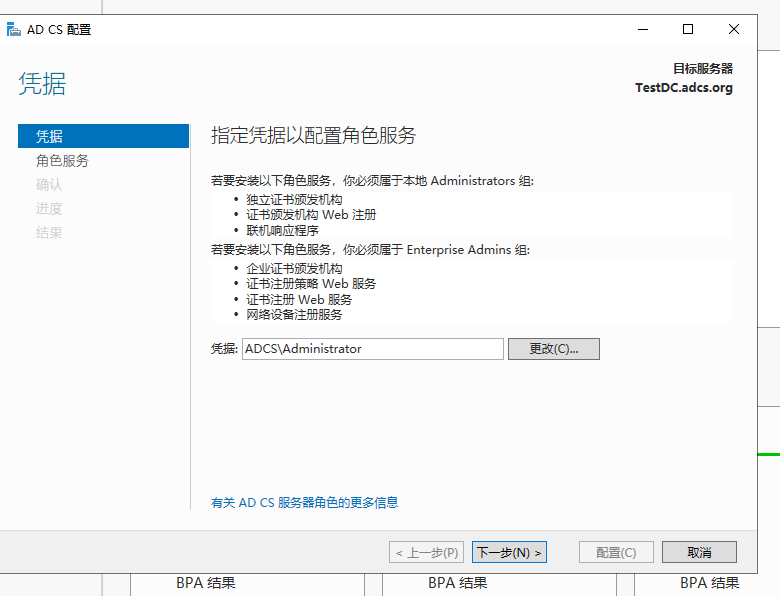 AD CS 配置
凭据
目标服务器
TestDC.adcs.org
凭据
角色服务
确认
进度
结果
指定凭据以配置角色服务
若要安装以下角色服务，你必须属于本地 Administrators 组:
• 独立证书颁发机构
• 证书颁发机构 Web 注册
• 联机响应程序
若要安装以下角色服务，你必须属于 Enterprise Admins 组:
• 企业证书颁发机构
• 证书注册策略 Web 服务
• 证书注册 Web 服务
• 网络设备注册服务
凭据: ADCS\Administrator 更改(C)...
有关 AD CS 服务器角色的更多信息
< 上一步(P) 下一步(N) > 配置(C) 取消
BPA 结果 BPA 结果 BPA 结果